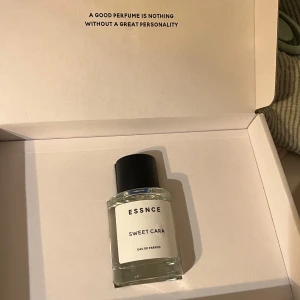 A GOOD PERFUME IS NOTHING
WITHOUT A GREAT PERSONALITY
ESSNCE
SWEET CARA
EAU DE PARFUM